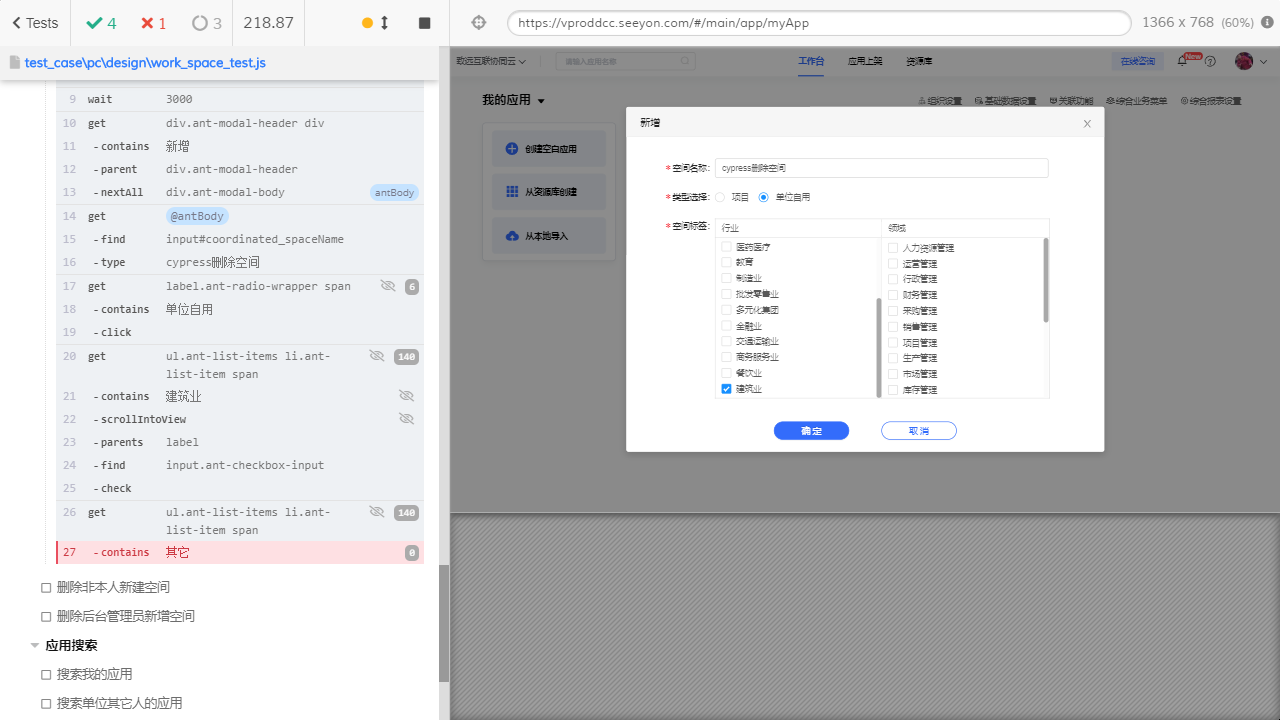 Tests
4
1
3
218.87
https://vproddcc.seeyon.com/#/main/app/myApp
1366 x 768 (60%)
test_case\pc\design\work_space_test.js
9 wait 3000
10 get div.ant-modal-header div
11 -contains 新增
12 -parent div.ant-modal-header
13 -nextAll div.ant-modal-body antBody
14 get @antBody
15 -find input#coordinated_spaceName
16 -type cypress删除空间
17 get label.ant-radio-wrapper span 6
18 -contains 单位自用
19 -click
20 get ul.ant-list-items li.ant-list-item span 140
21 -contains 建筑业
22 -scrollIntoView
23 -parents label
24 -find input.ant-checkbox-input
25 -check
26 get ul.ant-list-items li.ant-list-item span 140
27 -contains 其它 0
删除非本人新建空间
删除后台管理员新增空间
应用搜索
搜索我的应用
搜索单位其它人的应用
致远互联协同云
请输入应用名称
工作台 应用上架 资源库
在线咨询
New
我的应用
组织设置 基础数据设置 关联功能 综合业务菜单 综合报表设置
创建空白应用
从资源库创建
从本地导入
新增
*空间名称: cypress删除空间
*类型选择: 项目 单位自用
*空间标签: 行业 领域
医药医疗 人力资源管理
教育 运营管理
制造业 行政管理
批发零售业 财务管理
多元化集团 采购管理
金融业 销售管理
交通运输业 项目管理
商务服务业 生产管理
餐饮业 市场管理
建筑业 库存管理
确定 取消